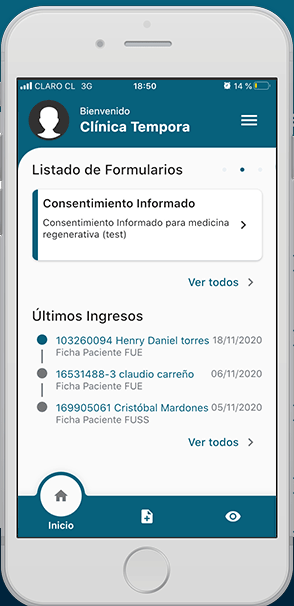 CLARO CL 3G 18:50 14 %
Bienvenido
Clínica Tempora
Listado de Formularios
Consentimiento Informado
Consentimiento Informado para medicina
regenerativa (test)
Ver todos
Últimos Ingresos
103260094 Henry Daniel torres 18/11/2020
Ficha Paciente FUE
16531488-3 claudio carreño 06/11/2020
Ficha Paciente FUE
169905061 Cristóbal Mardones 05/11/2020
Ficha Paciente FUSS
Ver todos
Inicio